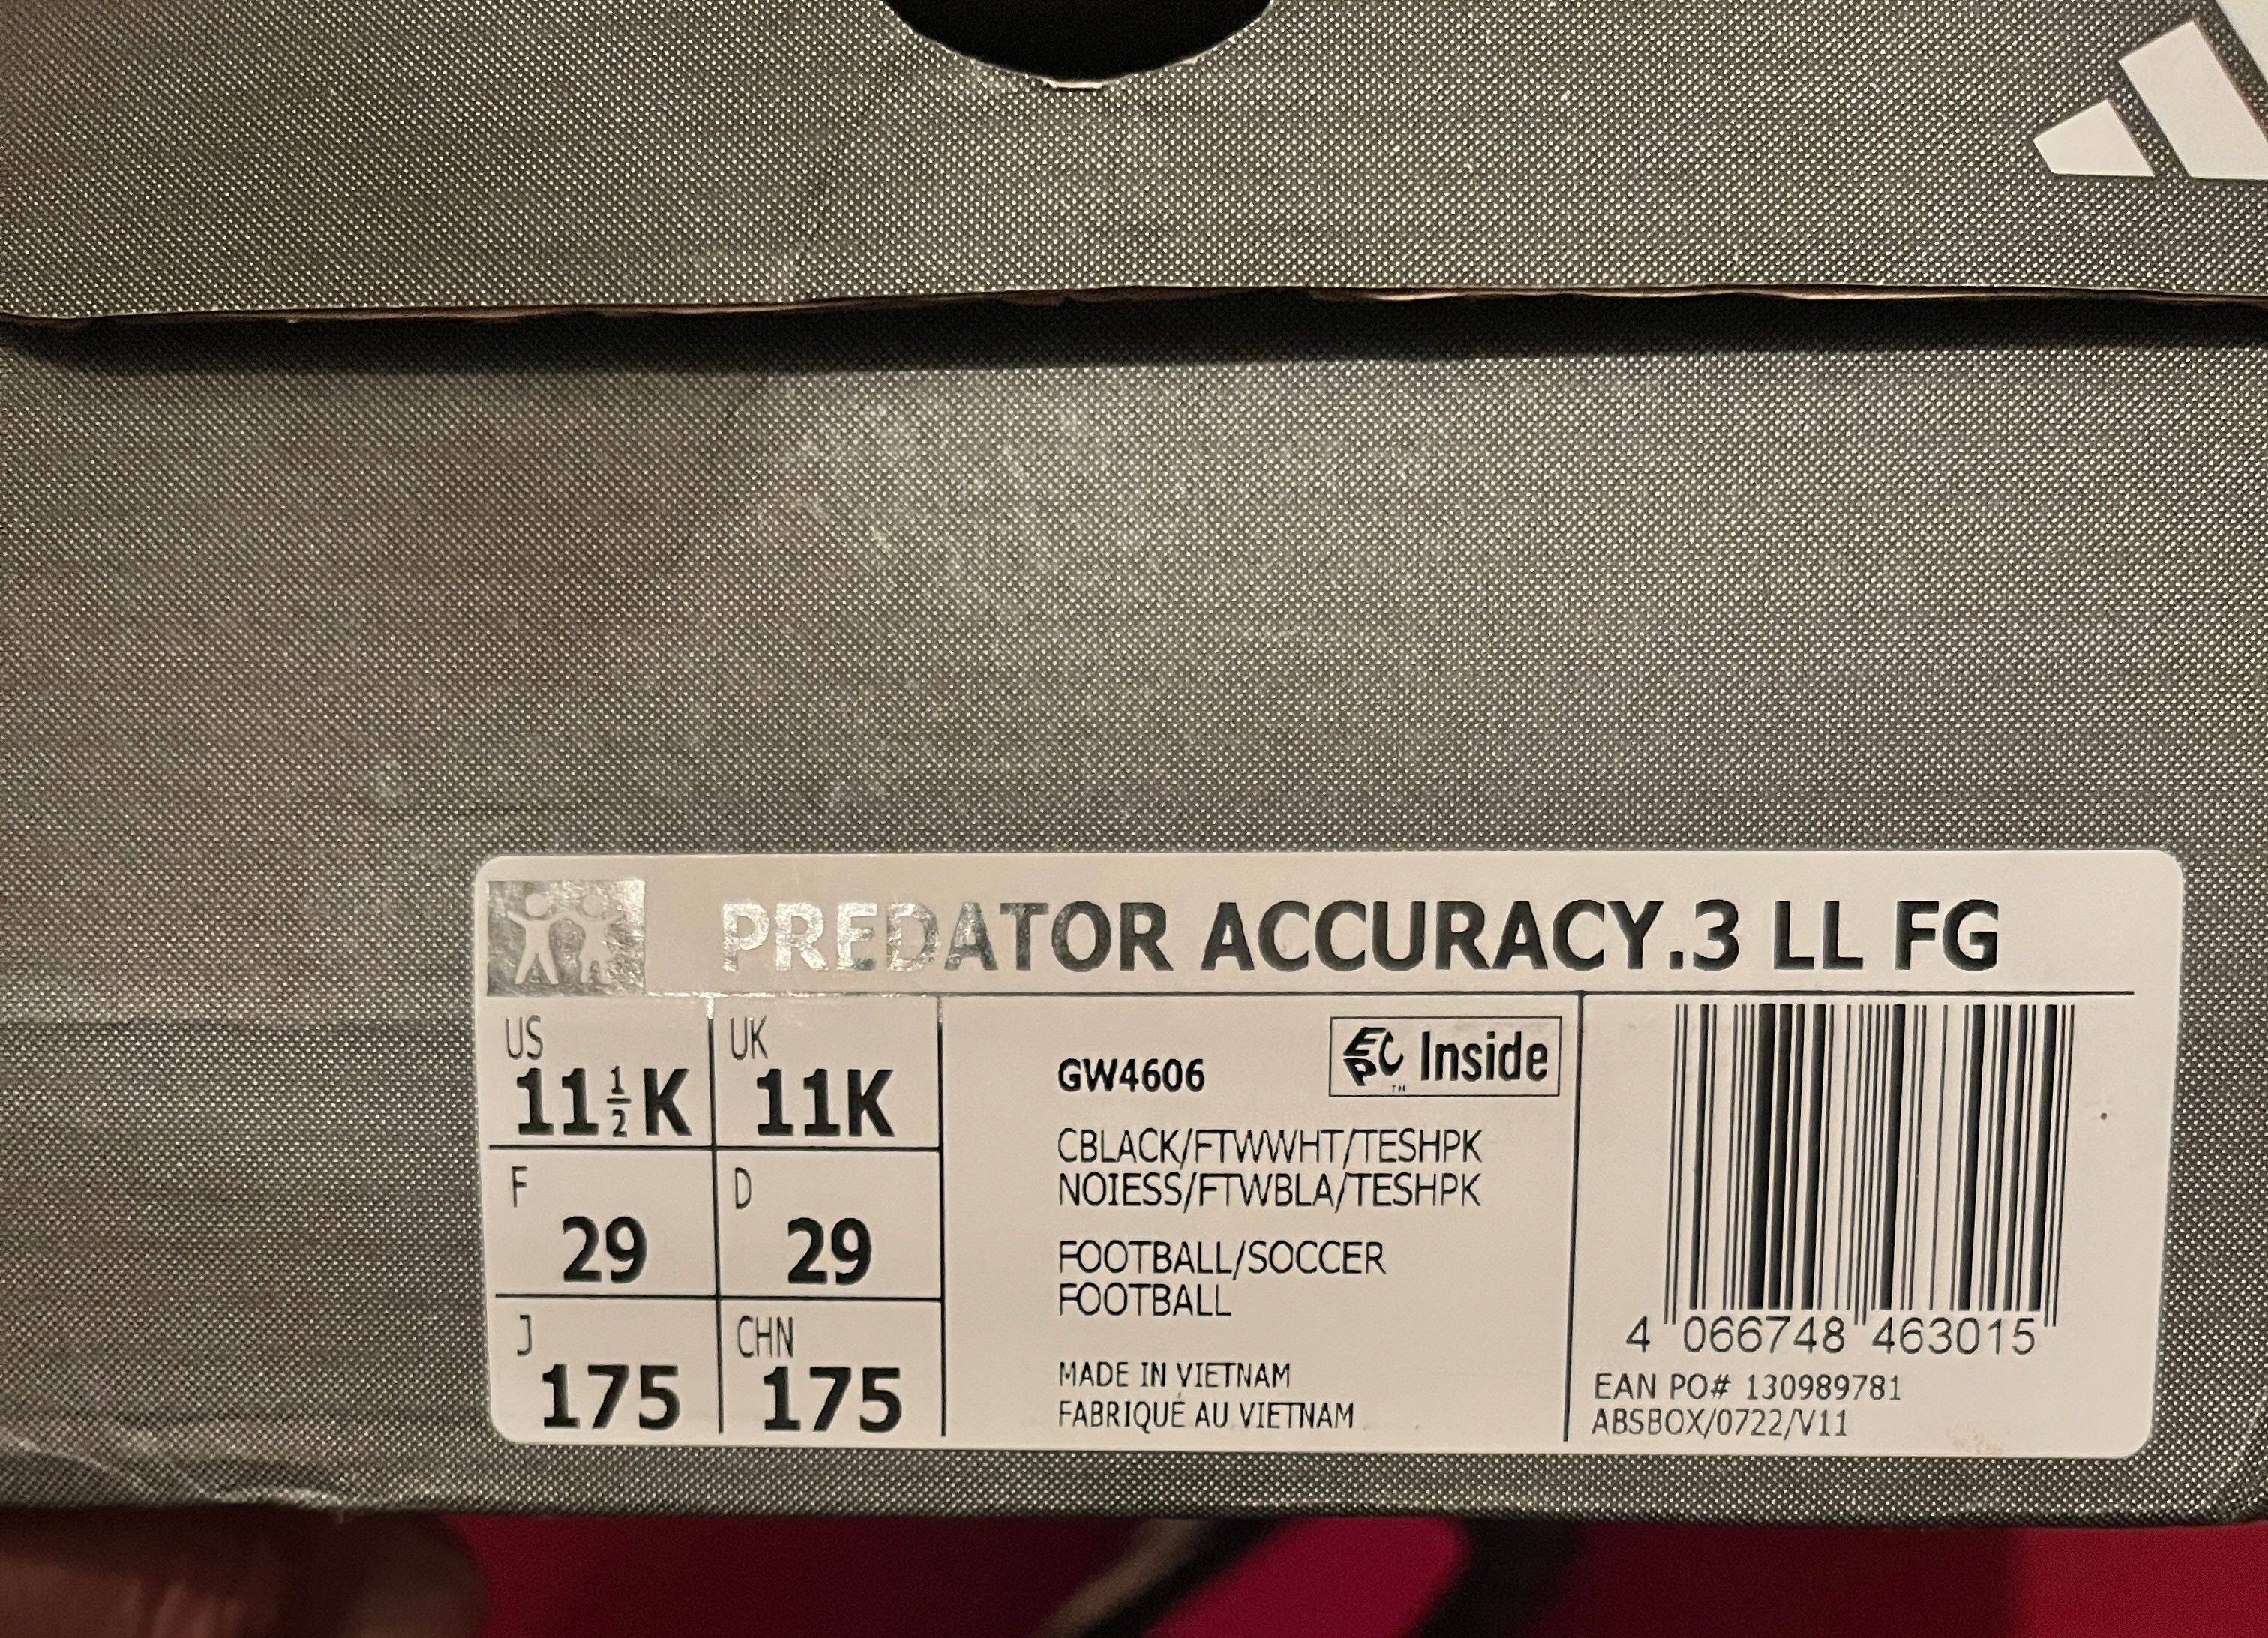 PREDATOR ACCURACY.3 LL FG
US
11½K
UK
11K
F
29
D
29
J
175
CHN
175
GW4606
EPC™ Inside
CBLACK/FTWWHT/TESHPK
NOIESS/FTWBLA/TESHPK
FOOTBALL/SOCCER
FOOTBALL
MADE IN VIETNAM
FABRIQUÉ AU VIETNAM
4 066748 463015
EAN PO# 130989781
ABSBOX/0722/V11